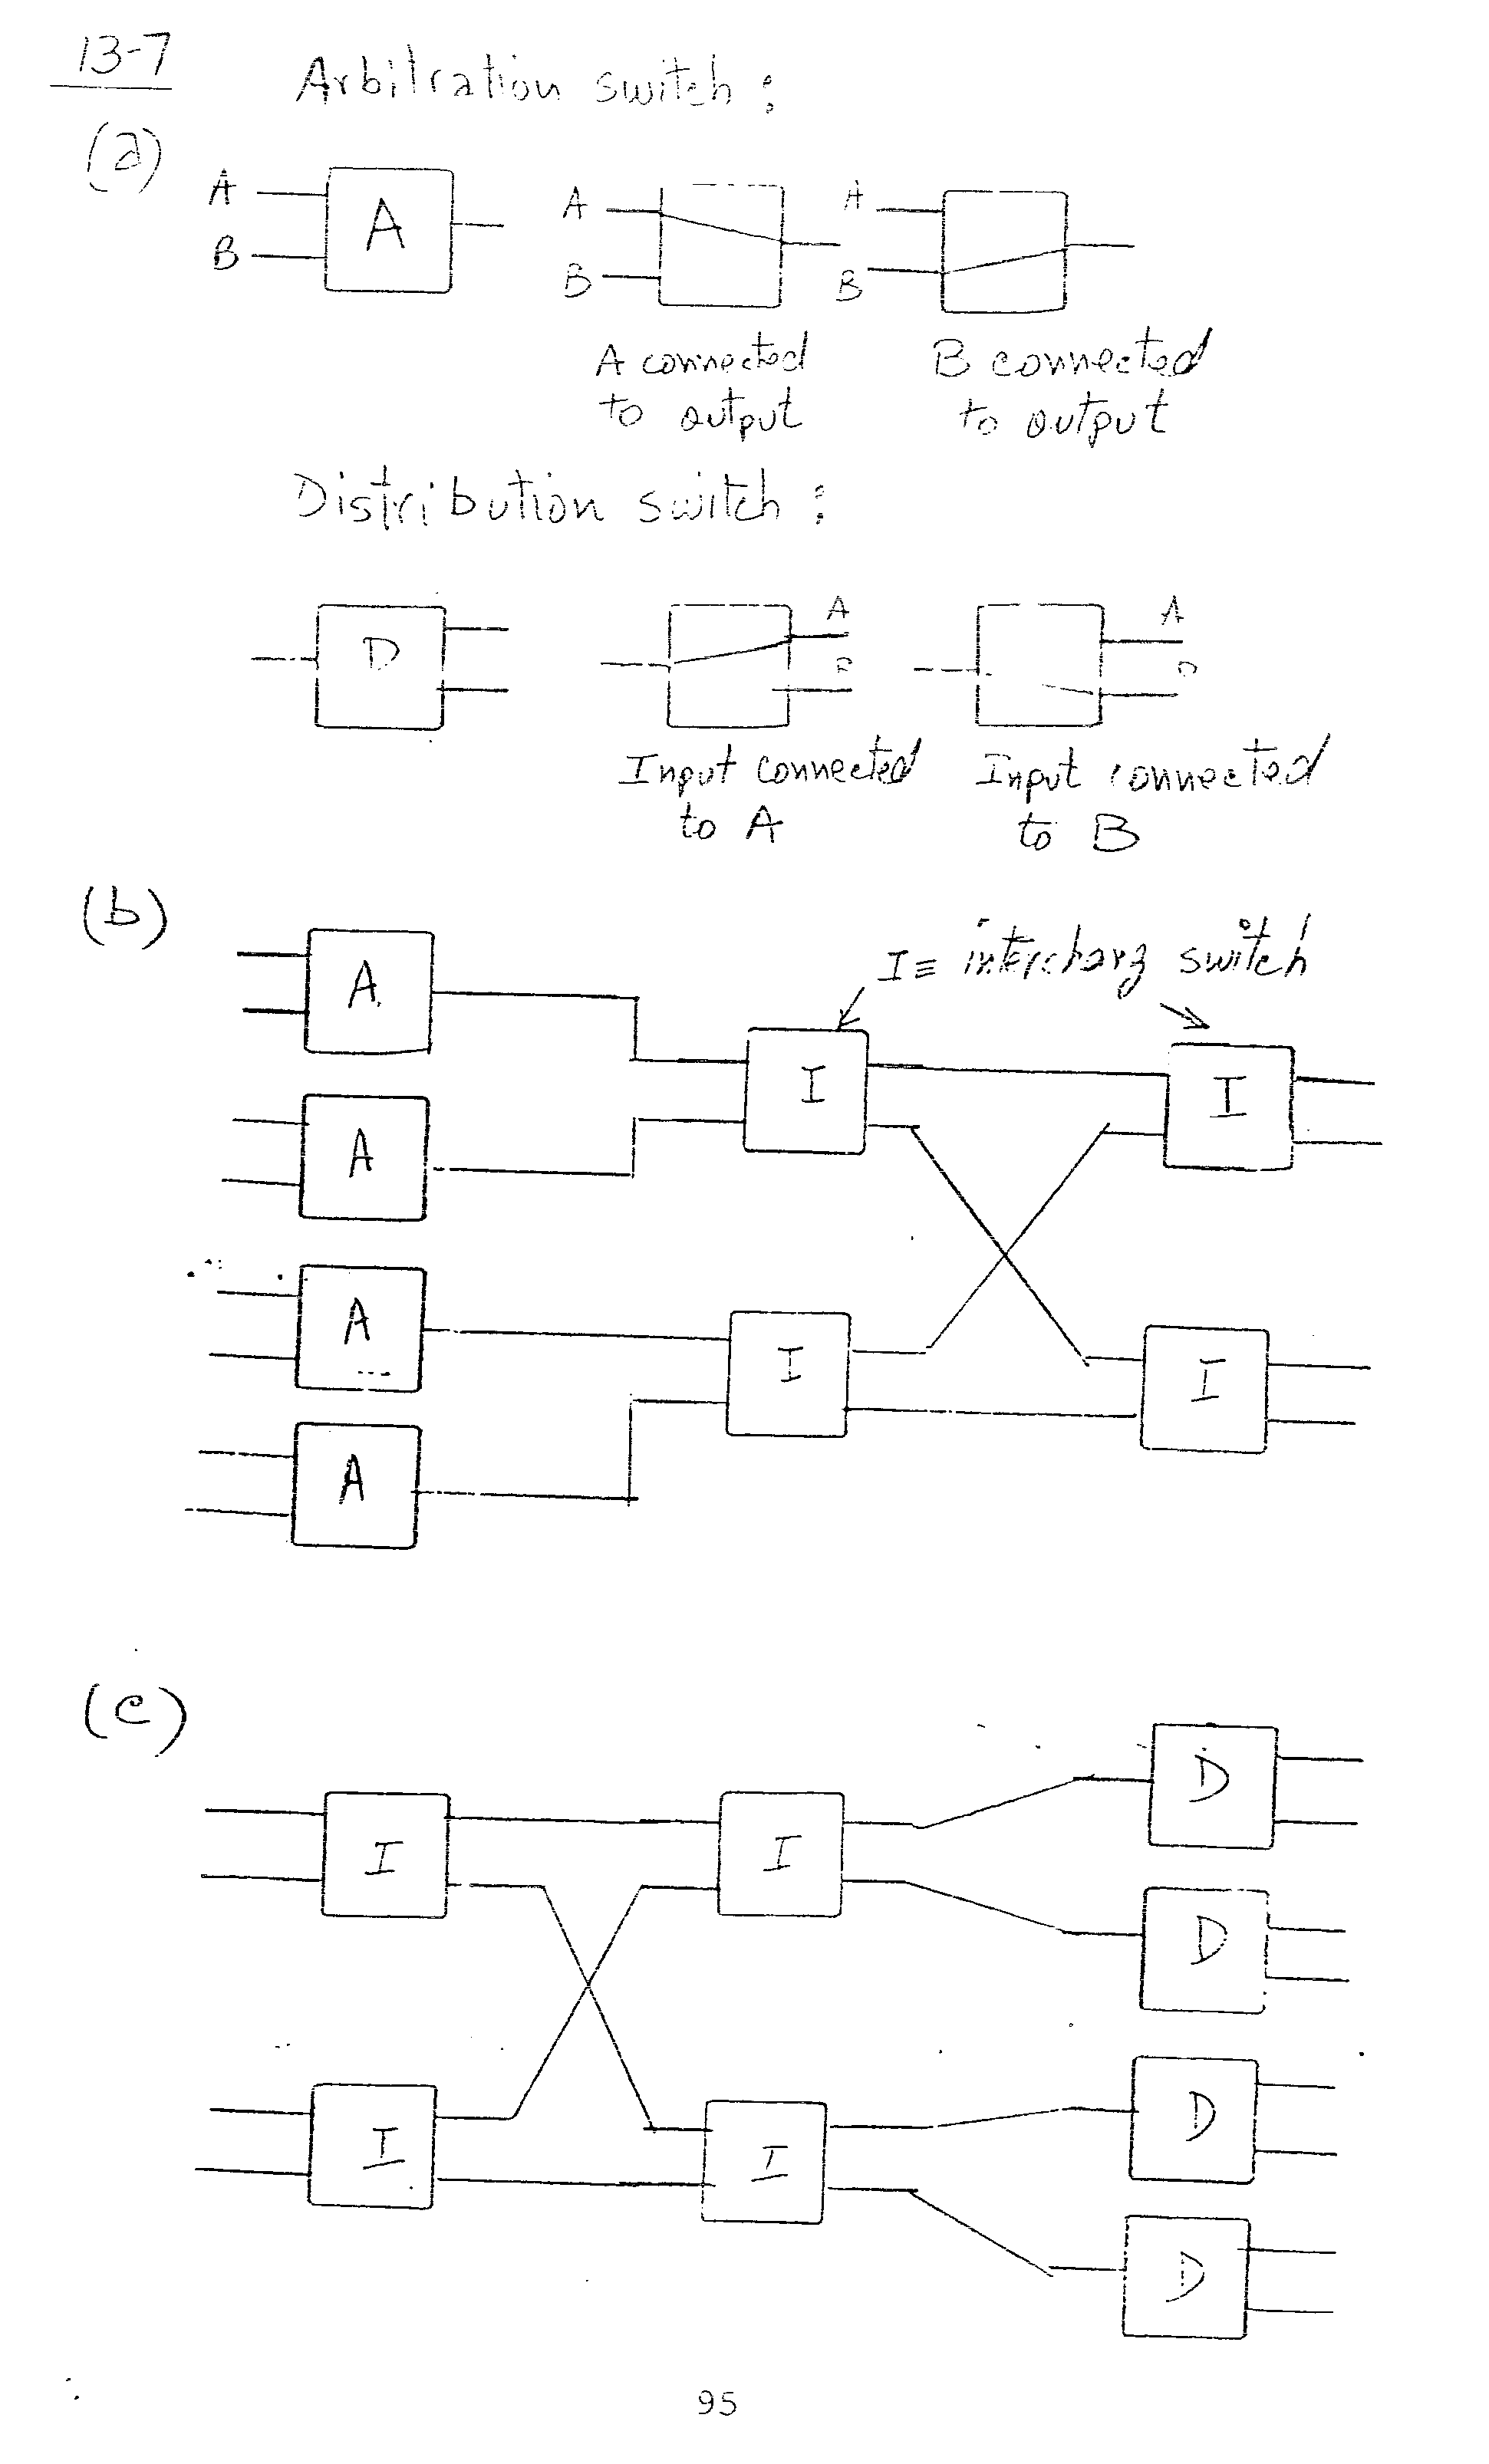 13-7
Arbitration switch :
(a)
A
B
A
A
B
A
B
A connected
to output
B connected
to output
Distribution switch :
D
A
B
A
Input connected
to A
Input connected
to B
(b)
I ≡ interchang switch
A
A
A
A
I
I
I
I
(c)
I
I
I
I
D
D
D
D
95